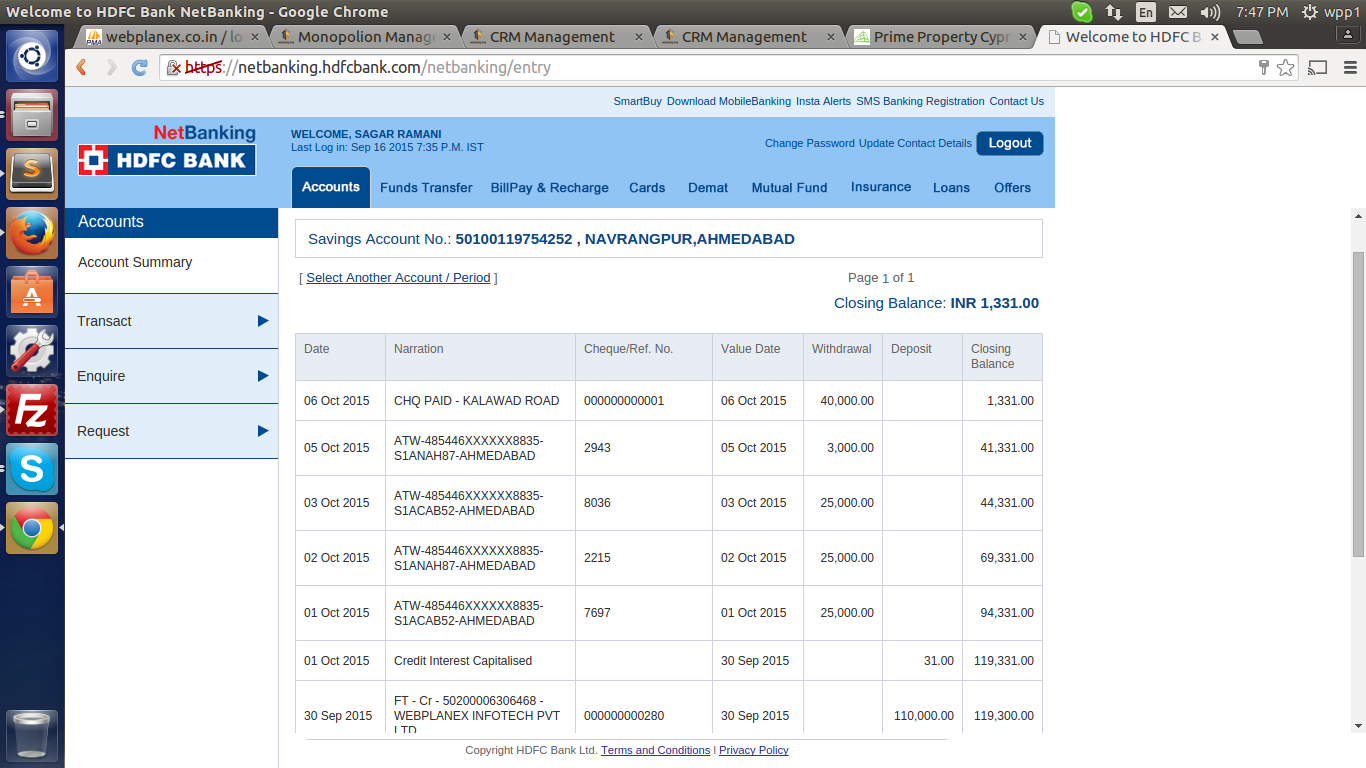 Welcome to HDFC Bank NetBanking - Google Chrome
En 7:47 PM wpp1
webplanex.co.in / lo
Monopolion Manag
CRM Management
CRM Management
Prime Property Cypr
Welcome to HDFC B
https://netbanking.hdfcbank.com/netbanking/entry
SmartBuy Download MobileBanking Insta Alerts SMS Banking Registration Contact Us
NetBanking
HDFC BANK
WELCOME, SAGAR RAMANI
Last Log in: Sep 16 2015 7:35 P.M. IST
Change Password Update Contact Details Logout
Accounts Funds Transfer BillPay & Recharge Cards Demat Mutual Fund Insurance Loans Offers
Accounts
Account Summary
Transact
Enquire
Request
Savings Account No.: 50100119754252 , NAVRANGPUR,AHMEDABAD
[ Select Another Account / Period ]
Page 1 of 1
Closing Balance: INR 1,331.00
Date Narration Cheque/Ref. No. Value Date Withdrawal Deposit Closing
Balance
06 Oct 2015 CHQ PAID - KALAWAD ROAD 000000000001 06 Oct 2015 40,000.00 1,331.00
05 Oct 2015 ATW-485446XXXXXX8835-
S1ANAH87-AHMEDABAD 2943 05 Oct 2015 3,000.00 41,331.00
03 Oct 2015 ATW-485446XXXXXX8835-
S1ACAB52-AHMEDABAD 8036 03 Oct 2015 25,000.00 44,331.00
02 Oct 2015 ATW-485446XXXXXX8835-
S1ANAH87-AHMEDABAD 2215 02 Oct 2015 25,000.00 69,331.00
01 Oct 2015 ATW-485446XXXXXX8835-
S1ACAB52-AHMEDABAD 7697 01 Oct 2015 25,000.00 94,331.00
01 Oct 2015 Credit Interest Capitalised 30 Sep 2015 31.00 119,331.00
30 Sep 2015 FT - Cr - 50200006306468 -
WEBPLANEX INFOTECH PVT
LTD 000000000280 30 Sep 2015 110,000.00 119,300.00
Copyright HDFC Bank Ltd. Terms and Conditions | Privacy Policy